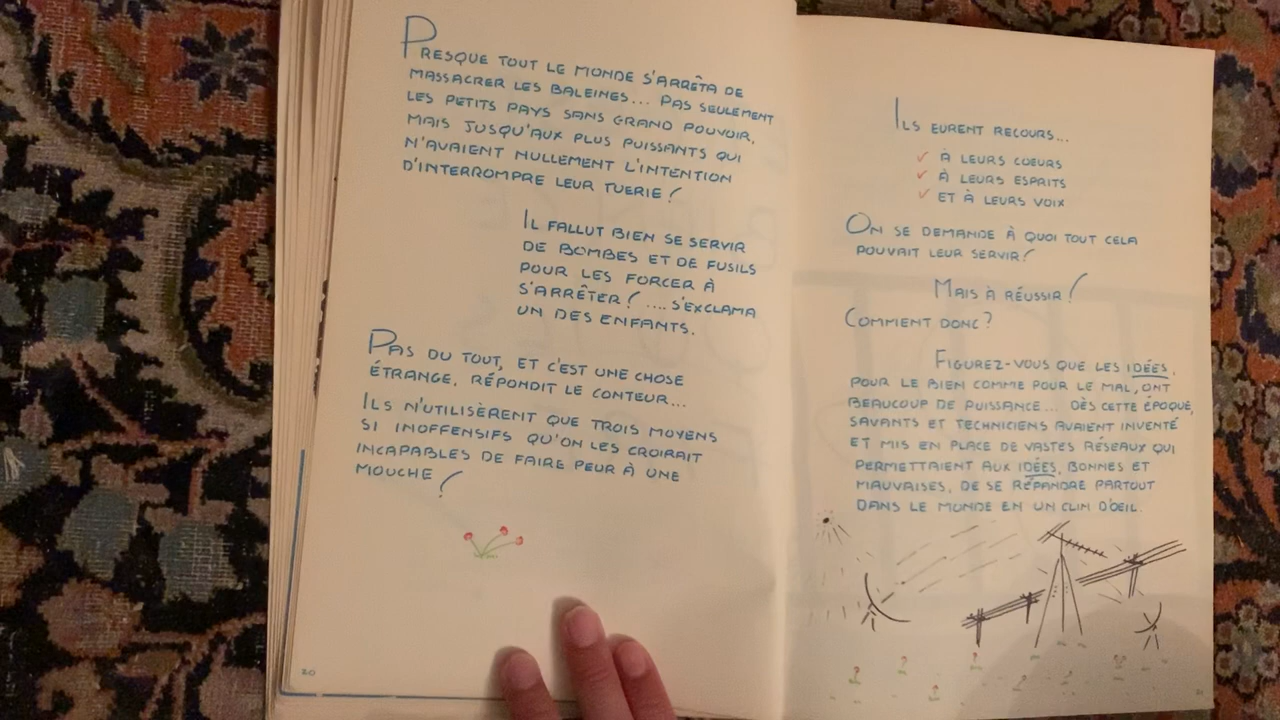 PRESQUE TOUT LE MONDE S'ARRÊTA DE
MASSACRER LES BALEINES... PAS SEULEMENT
LES PETITS PAYS SANS GRAND POUVOIR,
MAIS JUSQU'AUX PLUS PUISSANTS QUI
N'AVAIENT NULLEMENT L'INTENTION
D'INTERROMPRE LEUR TUERIE !
IL FALLUT BIEN SE SERVIR
DE BOMBES ET DE FUSILS
POUR LES FORCER À
S'ARRÊTER ! .... S'EXCLAMA
UN DES ENFANTS.
PAS DU TOUT, ET C'EST UNE CHOSE
ÉTRANGE, RÉPONDIT LE CONTEUR...
ILS N'UTILISÈRENT QUE TROIS MOYENS
SI INOFFENSIFS QU'ON LES CROIRAIT
INCAPABLES DE FAIRE PEUR À UNE
MOUCHE !
20
ILS EURENT RECOURS...
✓ À LEURS COEURS
✓ À LEURS ESPRITS
✓ ET À LEURS VOIX
ON SE DEMANDE À QUOI TOUT CELA
POUVAIT LEUR SERVIR !
MAIS À RÉUSSIR !
COMMENT DONC ?
FIGUREZ-VOUS QUE LES IDÉES,
POUR LE BIEN COMME POUR LE MAL, ONT
BEAUCOUP DE PUISSANCE... DÈS CETTE ÉPOQUE,
SAVANTS ET TECHNICIENS AVAIENT INVENTÉ
ET MIS EN PLACE DE VASTES RÉSEAUX QUI
PERMETTAIENT AUX IDÉES, BONNES ET
MAUVAISES, DE SE RÉPANDRE PARTOUT
DANS LE MONDE EN UN CLIN D'OEIL.